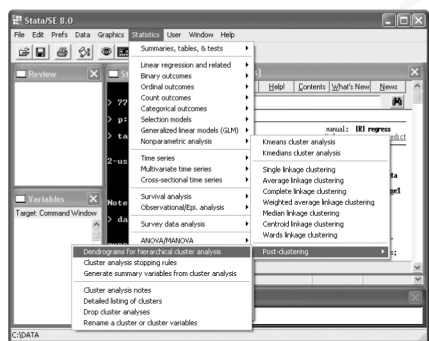 Stata/SE 8.0
File Edit Prefs Data Graphics Statistics User Window Help
Review
Summaries, tables, & tests
Linear regression and related
Binary outcomes
Ordinal outcomes
Count outcomes
Categorical outcomes
Selection models
Generalized linear models (GLM)
Nonparametric analysis
Time series
Multivariate time series
Cross-sectional time series
Survival analysis
Observational/Epi. analysis
Survey data analysis
ANOVA/MANOVA
Help! Contents What's New News
manual: [R] regress
Kmeans cluster analysis
Kmedians cluster analysis
Single linkage clustering
Average linkage clustering
Complete linkage clustering
Weighted average linkage clustering
Median linkage clustering
Centroid linkage clustering
Wards linkage clustering
Post-clustering
> 77
> p:
> ta
2-us
Note
> da
Variables
Target: Command Window
Dendrograms for hierarchical cluster analysis
Cluster analysis stopping rules
Generate summary variables from cluster analysis
Cluster analysis notes
Detailed listing of clusters
Drop cluster analyses
Rename a cluster or cluster variables
C:\DATA